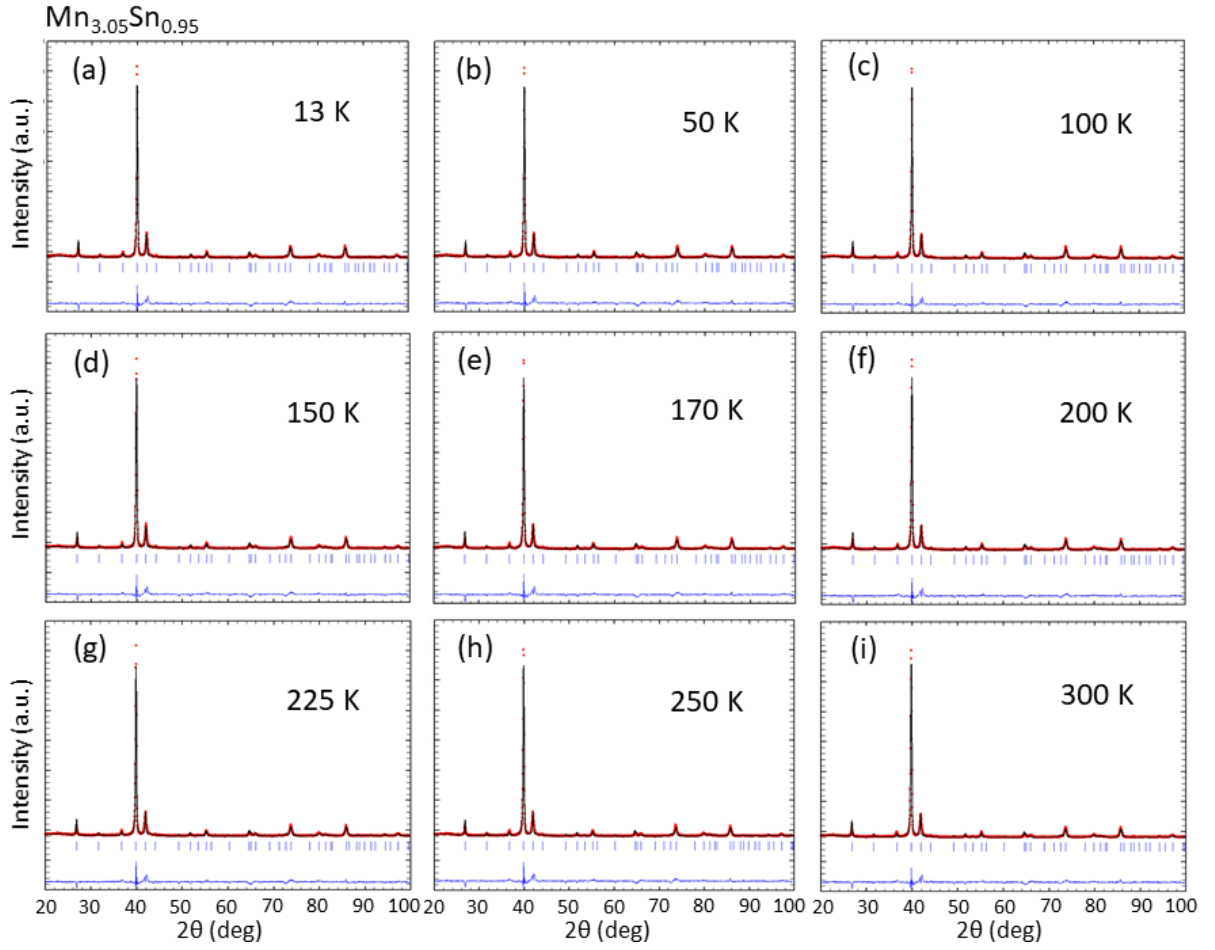 Mn3.05Sn0.95
(a) (b) (c)
13 K 50 K 100 K
Intensity (a.u.)
(d) (e) (f)
150 K 170 K 200 K
Intensity (a.u.)
(g) (h) (i)
225 K 250 K 300 K
Intensity (a.u.)
20 30 40 50 60 70 80 90 100 20 30 40 50 60 70 80 90 100 20 30 40 50 60 70 80 90 100
2θ (deg) 2θ (deg) 2θ (deg)